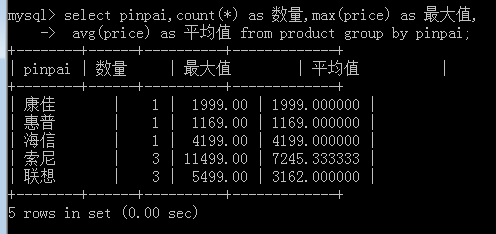 mysql> select pinpai,count(*) as 数量,max(price) as 最大值,
    -> avg(price) as 平均值 from product group by pinpai;
+--------+--------+----------+-------------+
| pinpai | 数量   | 最大值   | 平均值      |
+--------+--------+----------+-------------+
| 康佳   |      1 |  1999.00 | 1999.000000 |
| 惠普   |      1 |  1169.00 | 1169.000000 |
| 海信   |      1 |  4199.00 | 4199.000000 |
| 索尼   |      3 | 11499.00 | 7245.333333 |
| 联想   |      3 |  5499.00 | 3162.000000 |
+--------+--------+----------+-------------+
5 rows in set (0.00 sec)